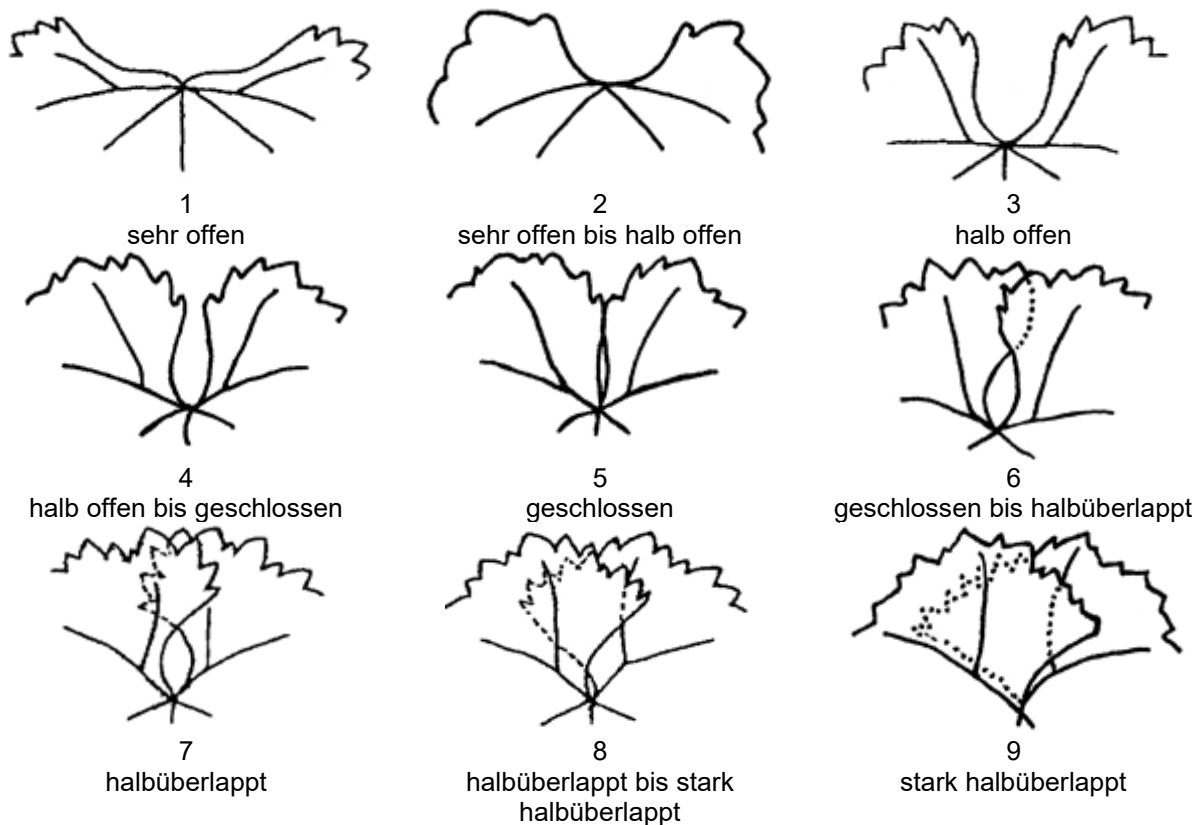 1
sehr offen
2
sehr offen bis halb offen
3
halb offen
4
halb offen bis geschlossen
5
geschlossen
6
geschlossen bis halbüberlappt
7
halbüberlappt
8
halbüberlappt bis stark
halbüberlappt
9
stark halbüberlappt